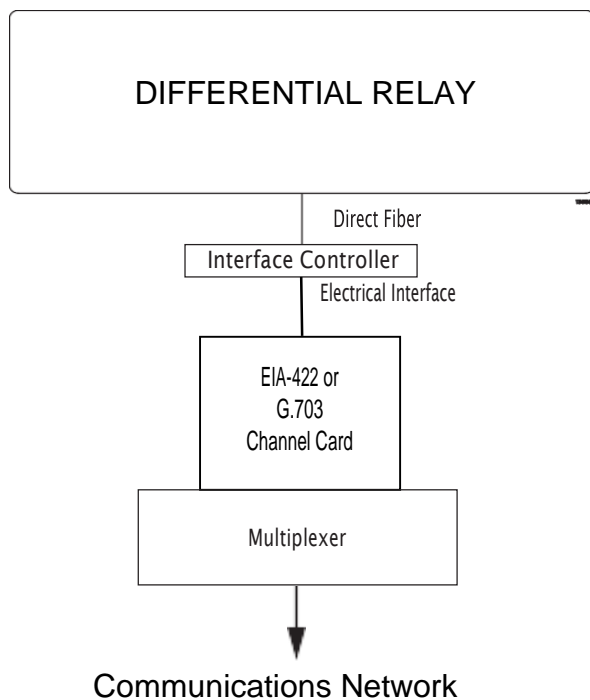 DIFFERENTIAL RELAY
Direct Fiber
Interface Controller
Electrical Interface
EIA-422 or
G.703
Channel Card
Multiplexer
Communications Network